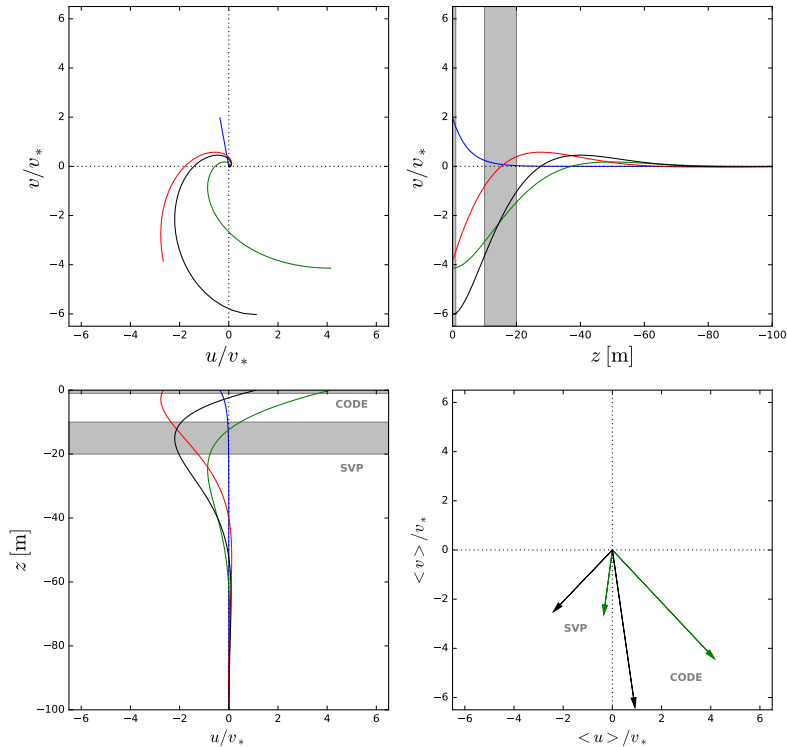 6
4
2
0
−2
−4
−6
v/v*
−6 −4 −2 0 2 4 6
u/v*
6
4
2
0
−2
−4
−6
v/v*
0 −20 −40 −60 −80 −100
z [m]
0
−20
−40
−60
−80
−100
z [m]
CODE
SVP
−6 −4 −2 0 2 4 6
u/v*
6
4
2
0
−2
−4
−6
<v>/v*
SVP
CODE
−6 −4 −2 0 2 4 6
<u>/v*